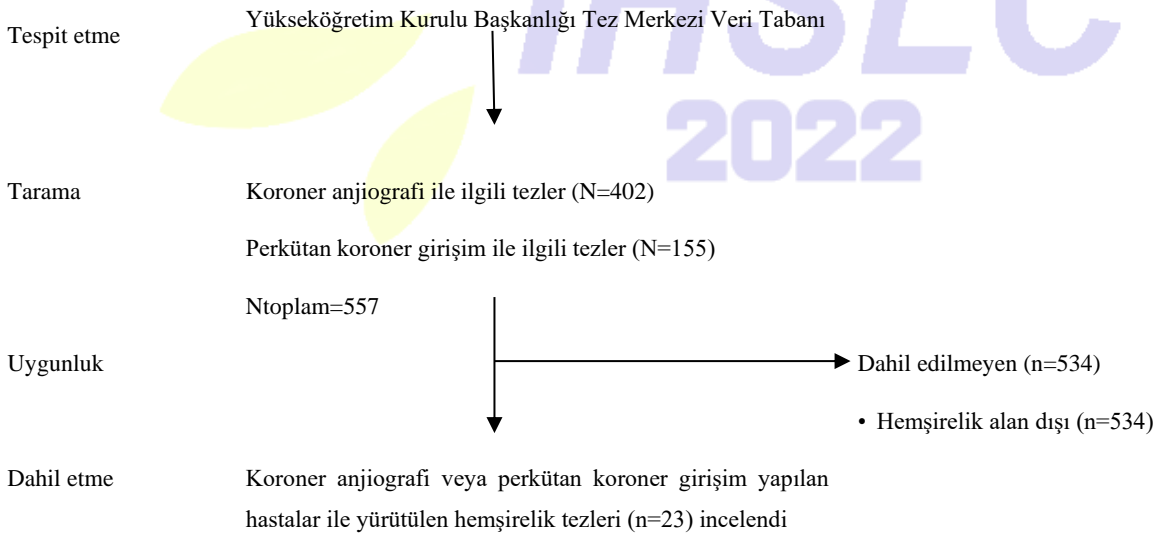 IHSEC
2022
Tespit etme
Yükseköğretim Kurulu Başkanlığı Tez Merkezi Veri Tabanı
Tarama
Koroner anjiografi ile ilgili tezler (N=402)
Perkütan koroner girişim ile ilgili tezler (N=155)
Ntoplam=557
Uygunluk
Dahil edilmeyen (n=534)
• Hemşirelik alan dışı (n=534)
Dahil etme
Koroner anjiografi veya perkütan koroner girişim yapılan
hastalar ile yürütülen hemşirelik tezleri (n=23) incelendi